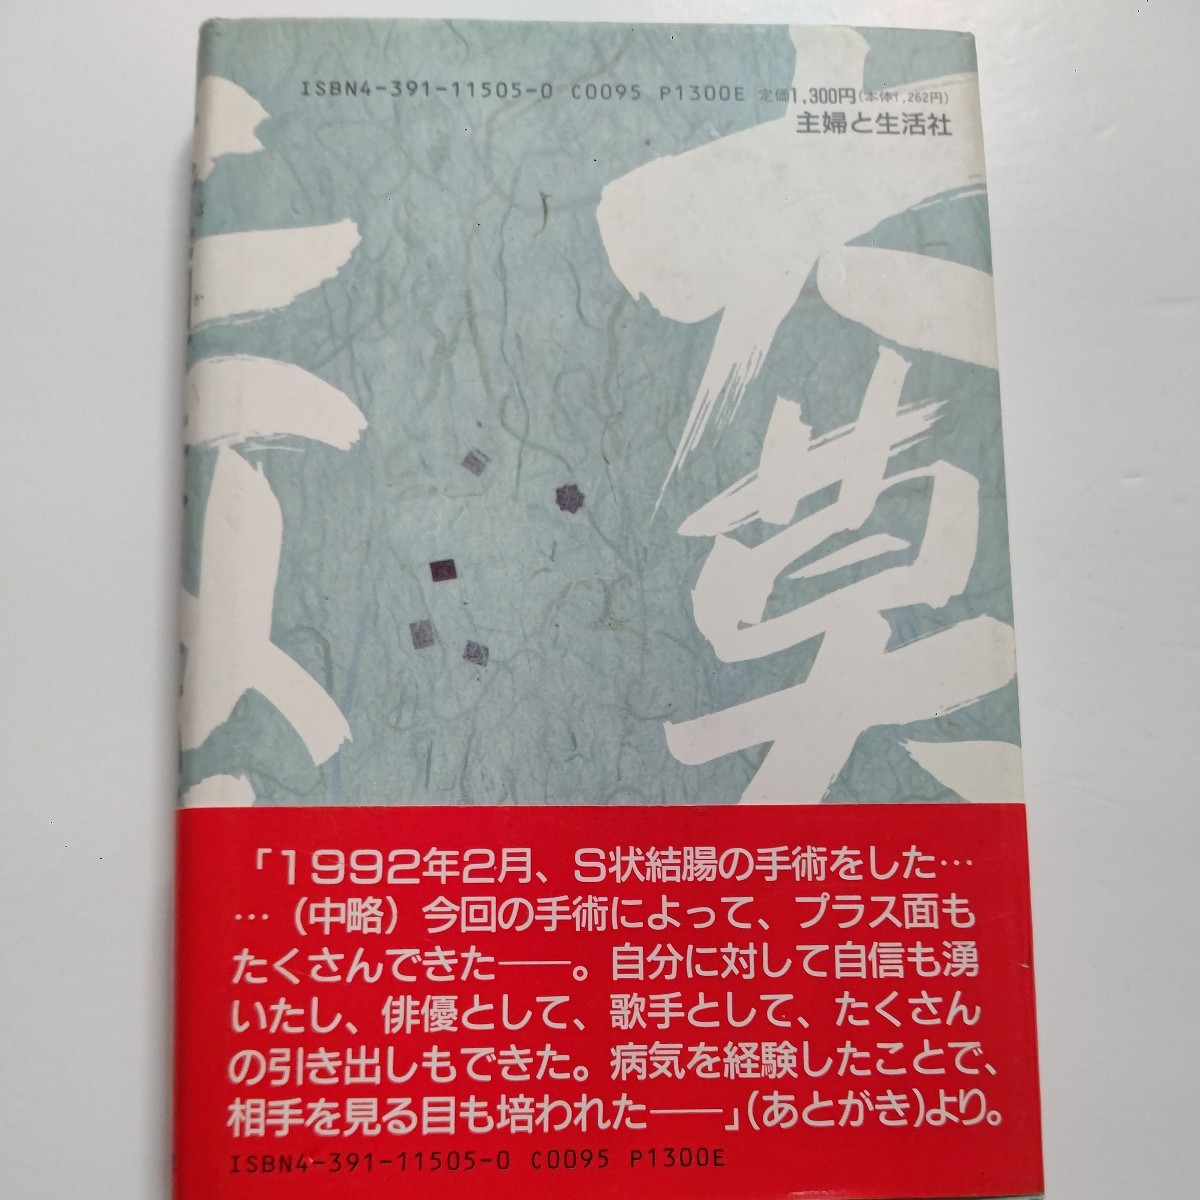 ISBN4-391-11505-0 C0095 P1300E 定価1,300円(本体1,262円)
主婦と生活社
「1992年2月、S状結腸の手術をした…
…(中略)今回の手術によって、プラス面も
たくさんできた――。自分に対して自信も湧
いたし、俳優として、歌手として、たくさん
の引き出しもできた。病気を経験したことで、
相手を見る目も培われた――」(あとがき)より。
ISBN4-391-11505-0 C0095 P1300E